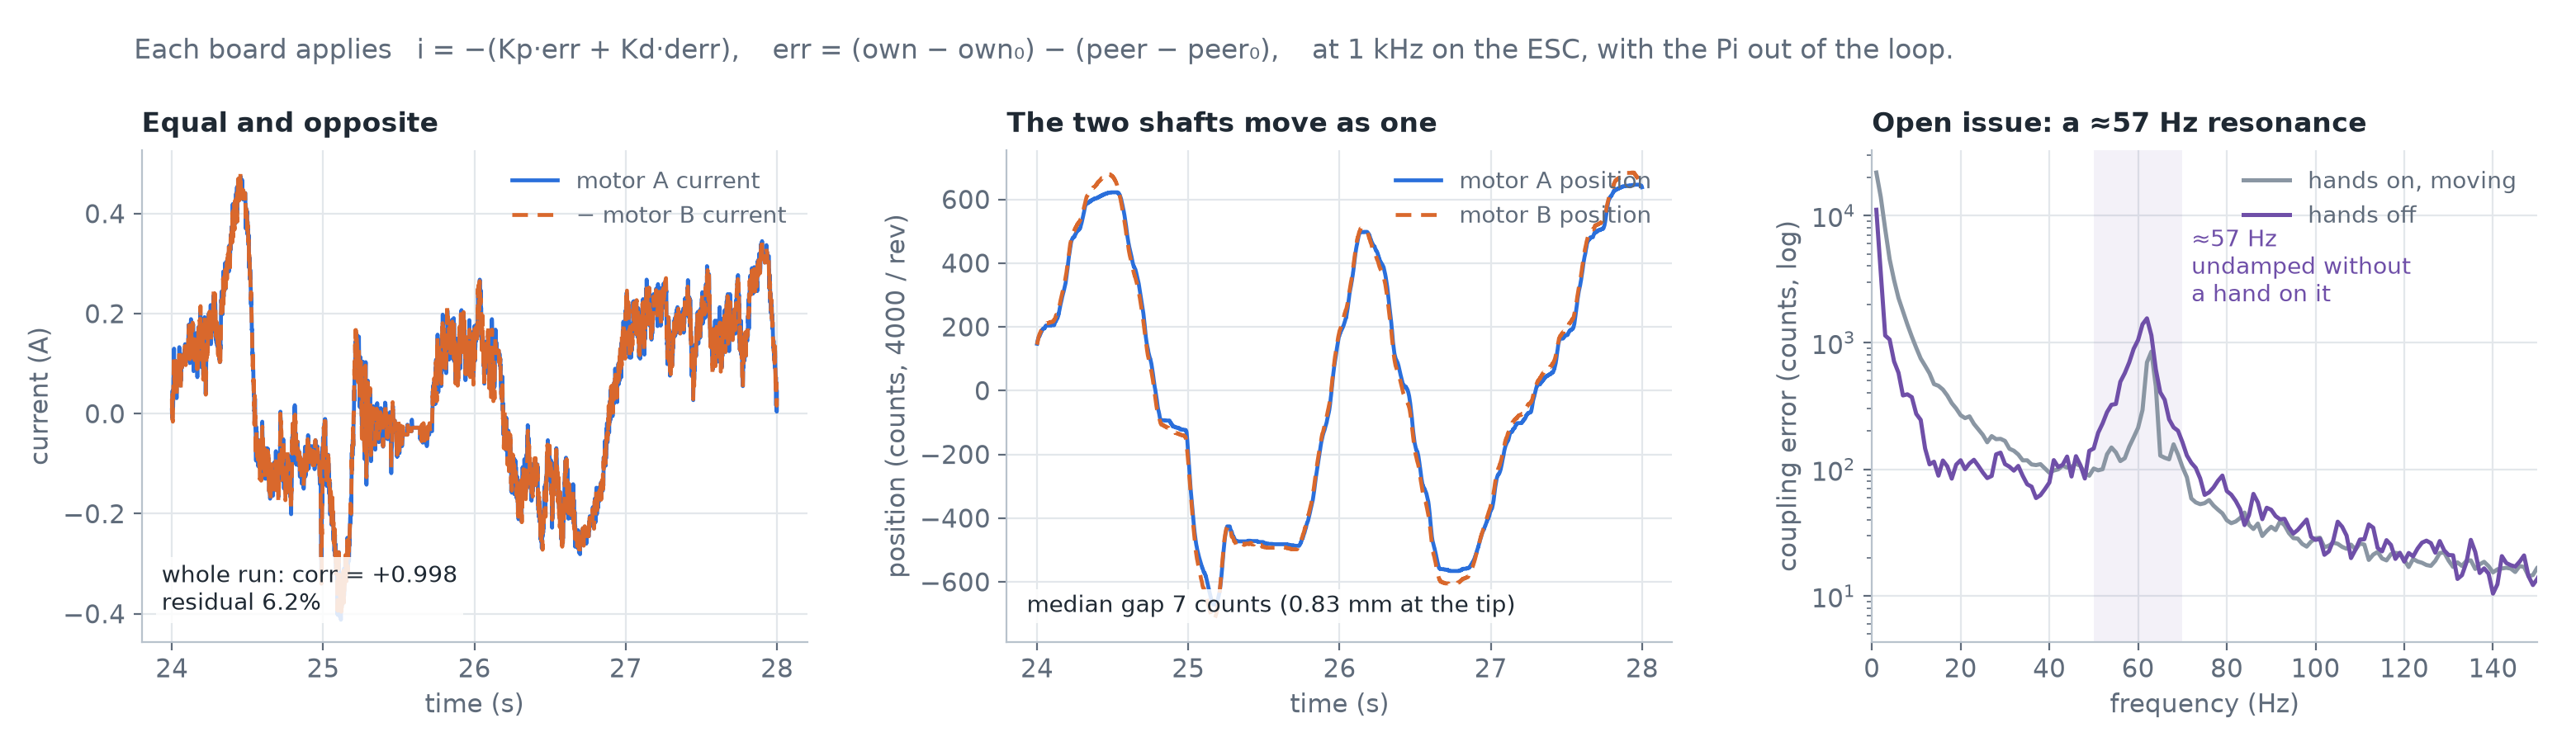 Each board applies i = −(Kp·err + Kd·derr), err = (own − own₀) − (peer − peer₀), at 1 kHz on the ESC, with the Pi out of the loop.
Equal and opposite
motor A current
− motor B current
current (A)
0.4
0.2
0.0
−0.2
−0.4
whole run: corr = +0.998
residual 6.2%
24 25 26 27 28
time (s)
The two shafts move as one
motor A position
motor B position
position (counts, 4000 / rev)
600
400
200
0
−200
−400
−600
median gap 7 counts (0.83 mm at the tip)
24 25 26 27 28
time (s)
Open issue: a ≈57 Hz resonance
hands on, moving
hands off
≈57 Hz
undamped without
a hand on it
coupling error (counts, log)
10⁴
10³
10²
10¹
0 20 40 60 80 100 120 140
frequency (Hz)